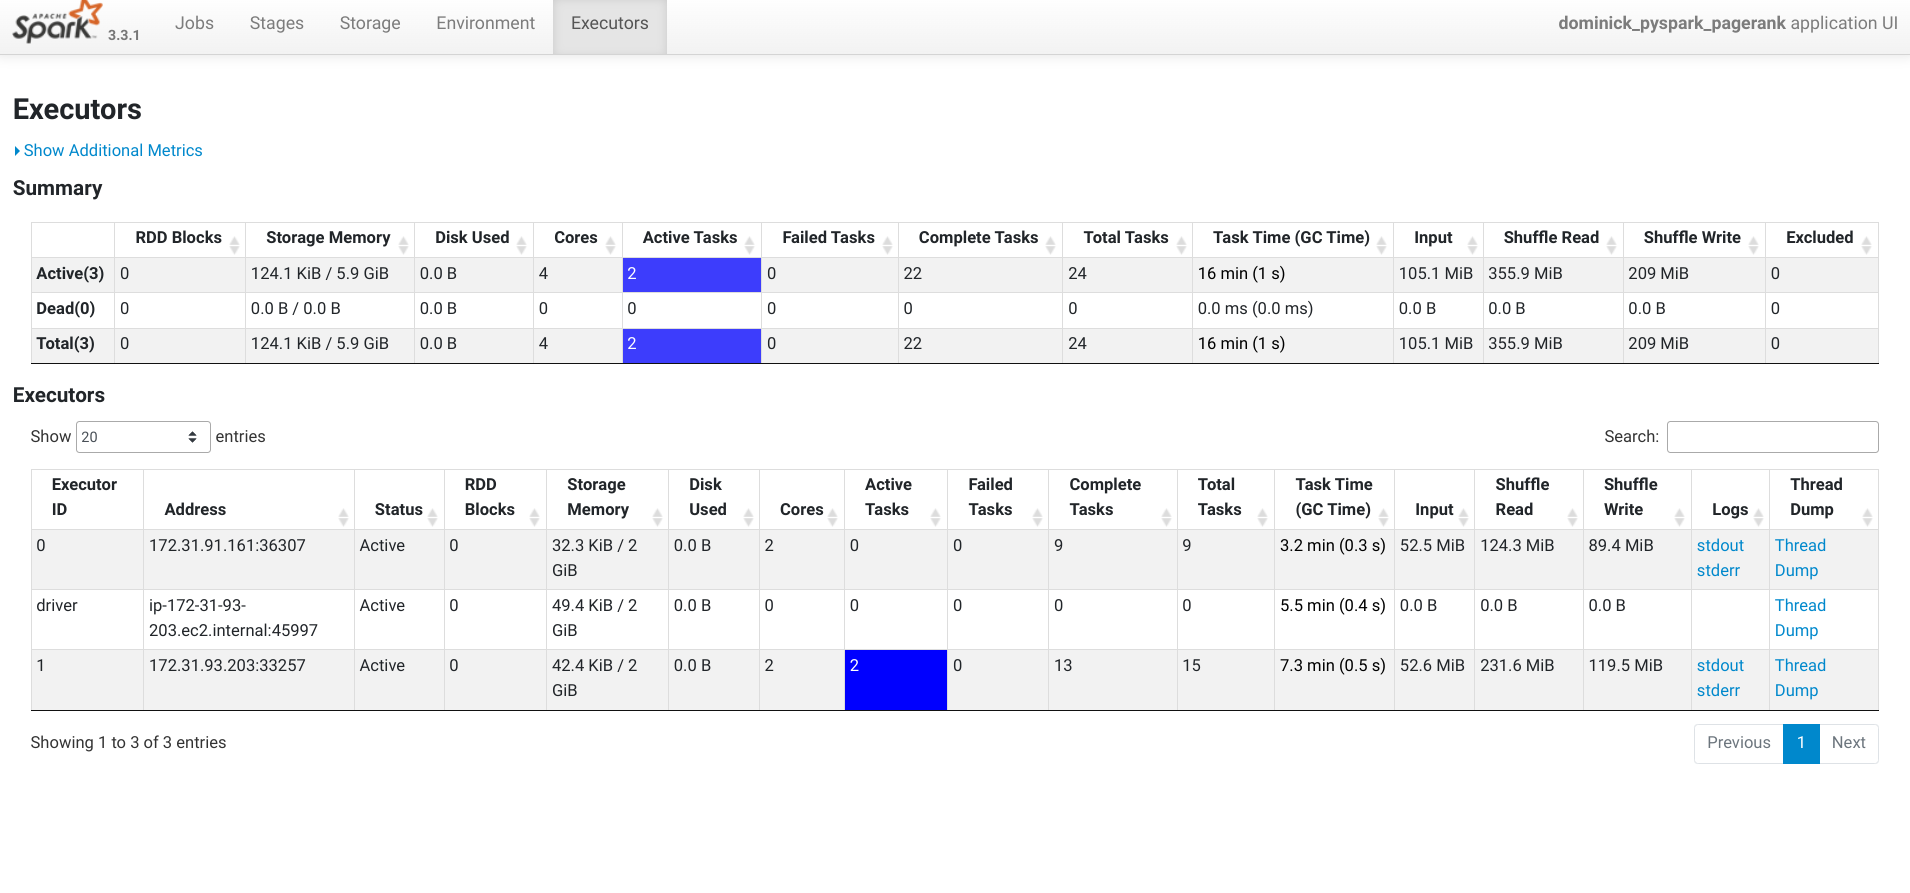 APACHE Spark 3.3.1 Jobs Stages Storage Environment Executors dominick_pyspark_pagerank application UI
Executors
Show Additional Metrics
Summary
RDD Blocks Storage Memory Disk Used Cores Active Tasks Failed Tasks Complete Tasks Total Tasks Task Time (GC Time) Input Shuffle Read Shuffle Write Excluded
Active(3) 0 124.1 KiB / 5.9 GiB 0.0 B 4 2 0 22 24 16 min (1 s) 105.1 MiB 355.9 MiB 209 MiB 0
Dead(0) 0 0.0 B / 0.0 B 0.0 B 0 0 0 0 0 0.0 ms (0.0 ms) 0.0 B 0.0 B 0.0 B 0
Total(3) 0 124.1 KiB / 5.9 GiB 0.0 B 4 2 0 22 24 16 min (1 s) 105.1 MiB 355.9 MiB 209 MiB 0
Executors
Show 20 entries Search:
Executor RDD Storage Disk Active Failed Complete Total Task Time Shuffle Shuffle Thread
ID Address Status Blocks Memory Used Cores Tasks Tasks Tasks Tasks (GC Time) Input Read Write Logs Dump
0 172.31.91.161:36307 Active 0 32.3 KiB / 2 0.0 B 2 0 0 9 9 3.2 min (0.3 s) 52.5 MiB 124.3 MiB 89.4 MiB stdout Thread
GiB stderr Dump
driver ip-172-31-93- Active 0 49.4 KiB / 2 0.0 B 0 0 0 0 0 5.5 min (0.4 s) 0.0 B 0.0 B 0.0 B Thread
203.ec2.internal:45997 GiB Dump
1 172.31.93.203:33257 Active 0 42.4 KiB / 2 0.0 B 2 2 0 13 15 7.3 min (0.5 s) 52.6 MiB 231.6 MiB 119.5 MiB stdout Thread
GiB stderr Dump
Showing 1 to 3 of 3 entries Previous 1 Next